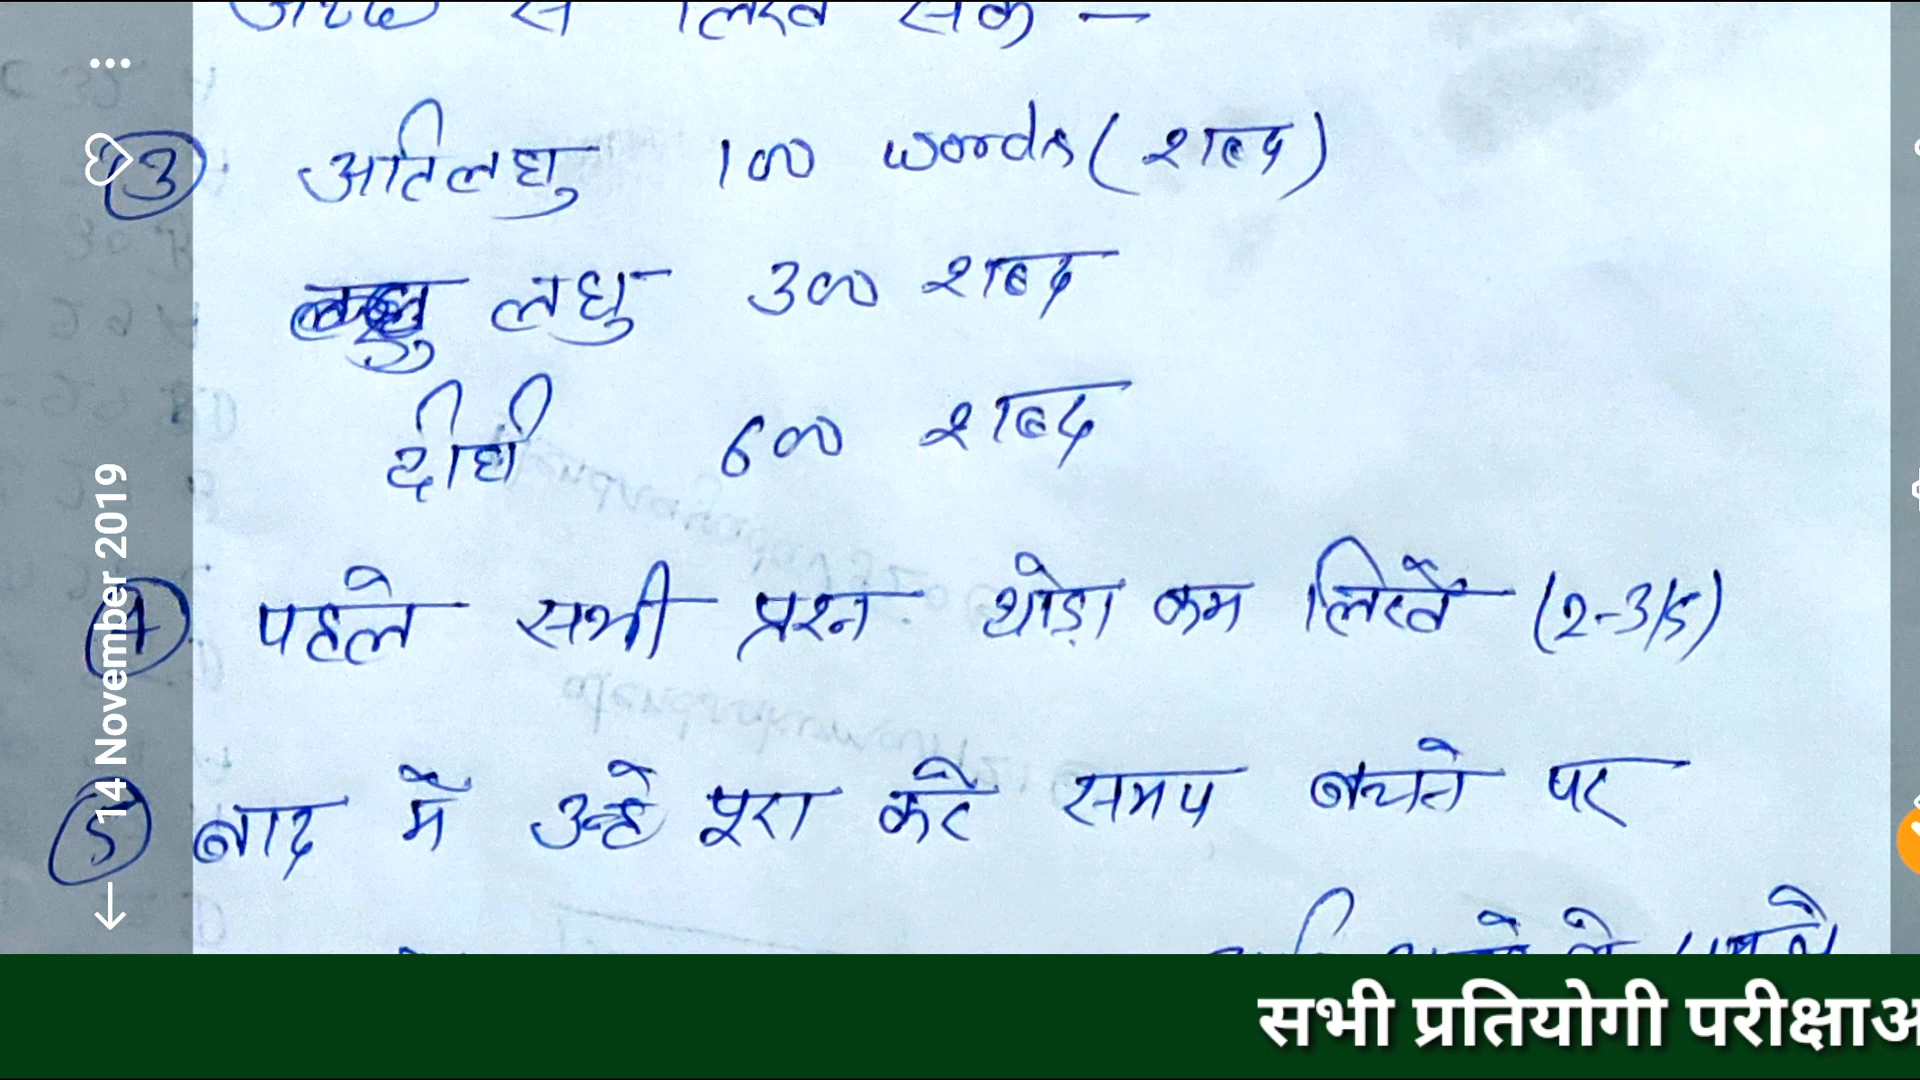 से लिख सके –
3 अतिलघु 100 words (शब्द)
लघु 300 शब्द
दीर्घ 600 शब्द
4 पहले सभी प्रश्न थोड़ा कम लिखें (2-3/5)
5 बाद में उन्हे पूरा करें समय बचने पर
14 November 2019
सभी प्रतियोगी परीक्षाओ